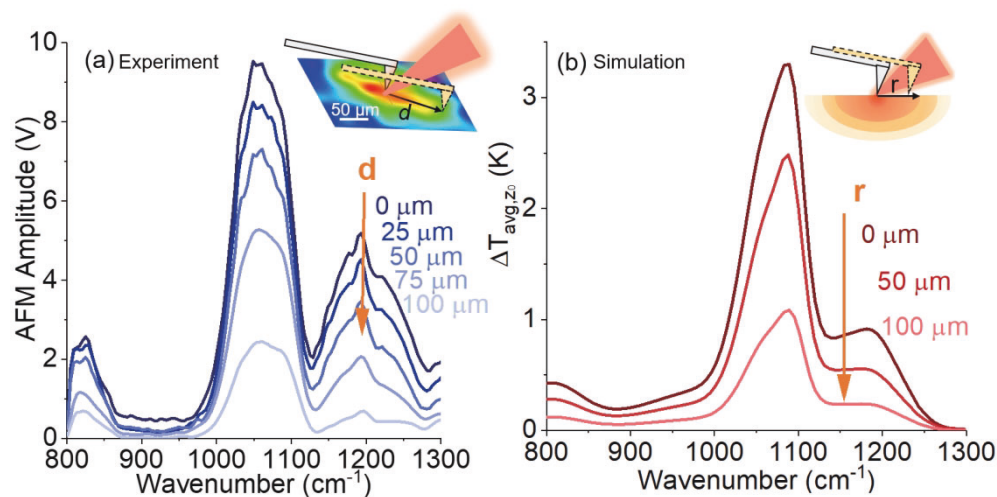 (a) Experiment
50 μm
d
d
0 μm
25 μm
50 μm
75 μm
100 μm
AFM Amplitude (V)
10
8
6
4
2
0
800 900 1000 1100 1200 1300
Wavenumber (cm⁻¹)
(b) Simulation
r
r
0 μm
50 μm
100 μm
ΔTavg,z₀ (K)
3
2
1
0
800 900 1000 1100 1200 1300
Wavenumber (cm⁻¹)